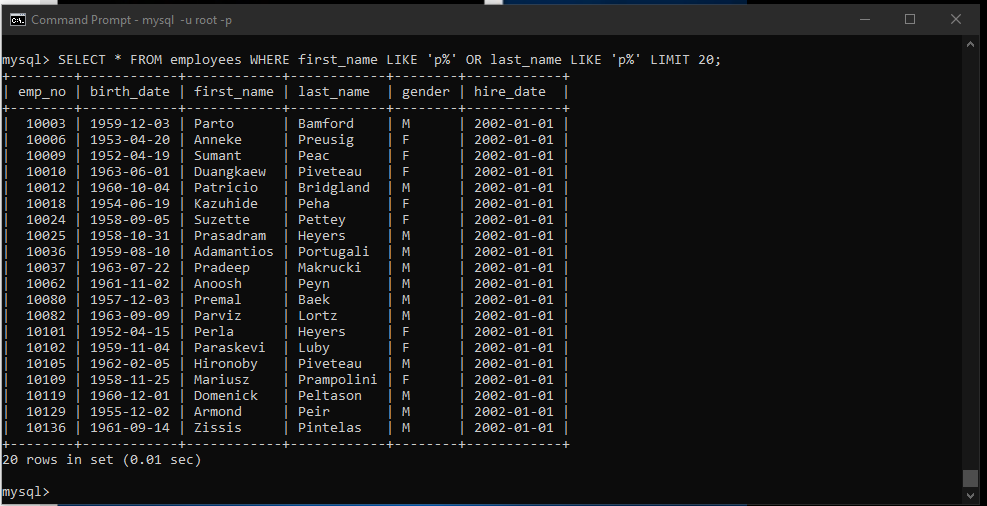 Command Prompt - mysql -u root -p
mysql> SELECT * FROM employees WHERE first_name LIKE 'p%' OR last_name LIKE 'p%' LIMIT 20;
+--------+------------+------------+------------+--------+------------+
| emp_no | birth_date | first_name | last_name  | gender | hire_date  |
+--------+------------+------------+------------+--------+------------+
|  10003 | 1959-12-03 | Parto      | Bamford    | M      | 2002-01-01 |
|  10006 | 1953-04-20 | Anneke     | Preusig    | F      | 2002-01-01 |
|  10009 | 1952-04-19 | Sumant     | Peac       | F      | 2002-01-01 |
|  10010 | 1963-06-01 | Duangkaew  | Piveteau   | F      | 2002-01-01 |
|  10012 | 1960-10-04 | Patricio   | Bridgland  | M      | 2002-01-01 |
|  10018 | 1954-06-19 | Kazuhide   | Peha       | F      | 2002-01-01 |
|  10024 | 1958-09-05 | Suzette    | Pettey     | F      | 2002-01-01 |
|  10025 | 1958-10-31 | Prasadram  | Heyers     | M      | 2002-01-01 |
|  10036 | 1959-08-10 | Adamantios | Portugali  | M      | 2002-01-01 |
|  10037 | 1963-07-22 | Pradeep    | Makrucki   | M      | 2002-01-01 |
|  10062 | 1961-11-02 | Anoosh     | Peyn       | M      | 2002-01-01 |
|  10080 | 1957-12-03 | Premal     | Baek       | M      | 2002-01-01 |
|  10082 | 1963-09-09 | Parviz     | Lortz      | M      | 2002-01-01 |
|  10101 | 1952-04-15 | Perla      | Heyers     | F      | 2002-01-01 |
|  10102 | 1959-11-04 | Paraskevi  | Luby       | F      | 2002-01-01 |
|  10105 | 1962-02-05 | Hironoby   | Piveteau   | M      | 2002-01-01 |
|  10109 | 1958-11-25 | Mariusz    | Prampolini | F      | 2002-01-01 |
|  10119 | 1960-12-01 | Domenick   | Peltason   | M      | 2002-01-01 |
|  10129 | 1955-12-02 | Armond     | Peir       | M      | 2002-01-01 |
|  10136 | 1961-09-14 | Zissis     | Pintelas   | M      | 2002-01-01 |
+--------+------------+------------+------------+--------+------------+
20 rows in set (0.01 sec)
mysql>